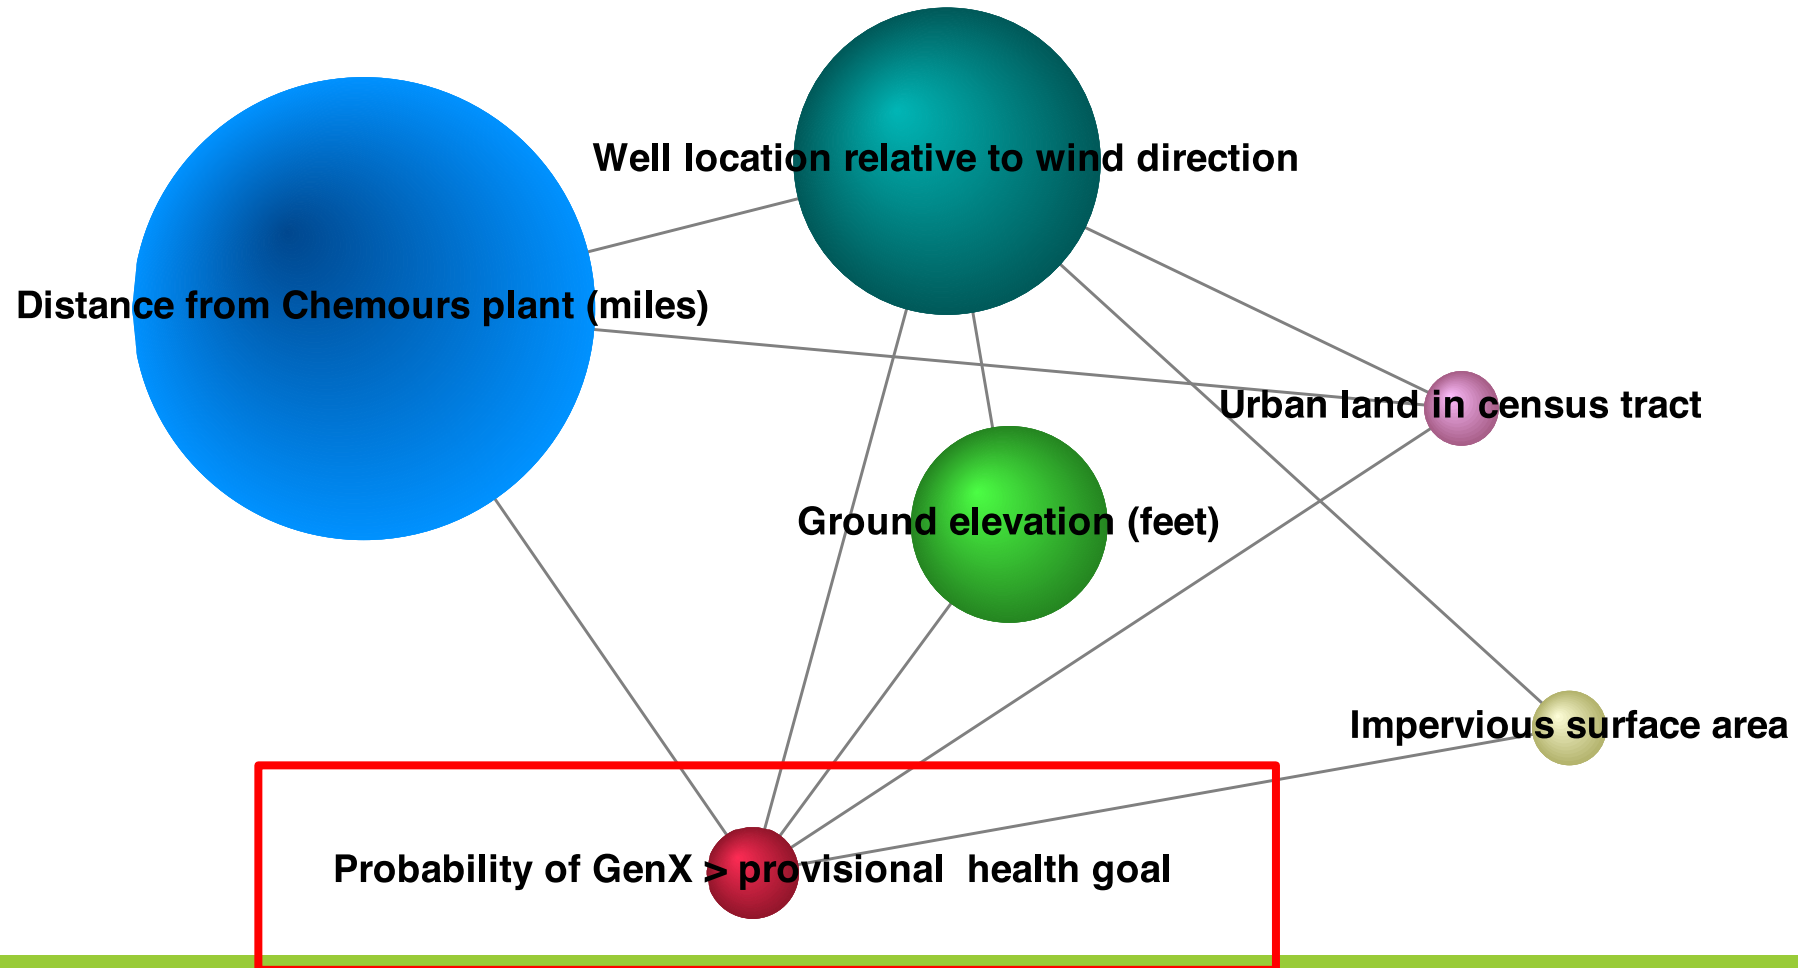 Well location relative to wind direction
Distance from Chemours plant (miles)
Urban land in census tract
Ground elevation (feet)
Impervious surface area
Probability of GenX > provisional  health goal